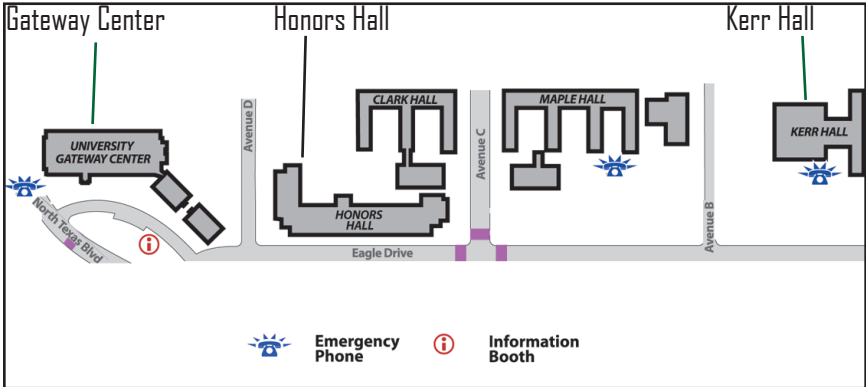 Gateway Center
Honors Hall
Kerr Hall
CLARK HALL
MAPLE HALL
UNIVERSITY
GATEWAY CENTER
Avenue D
Avenue C
KERR HALL
HONORS
HALL
North Texas Blvd
Avenue B
Eagle Drive
Emergency
Phone
Information
Booth